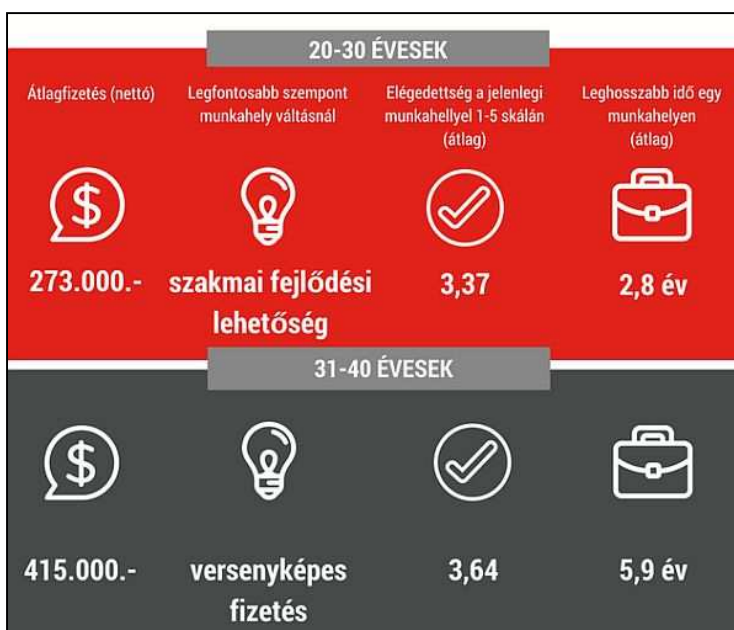 20-30 ÉVESEK
Átlagfizetés (nettó)
Legfontosabb szempont
munkahely váltásnál
Elégedettség a jelenlegi
munkahellyel 1-5 skálán
(átlag)
Leghosszabb idő egy
munkahelyen
(átlag)
$
273.000.-
szakmai fejlődési
lehetőség
3,37
2,8 év
31-40 ÉVESEK
$
415.000.-
versenyképes
fizetés
3,64
5,9 év